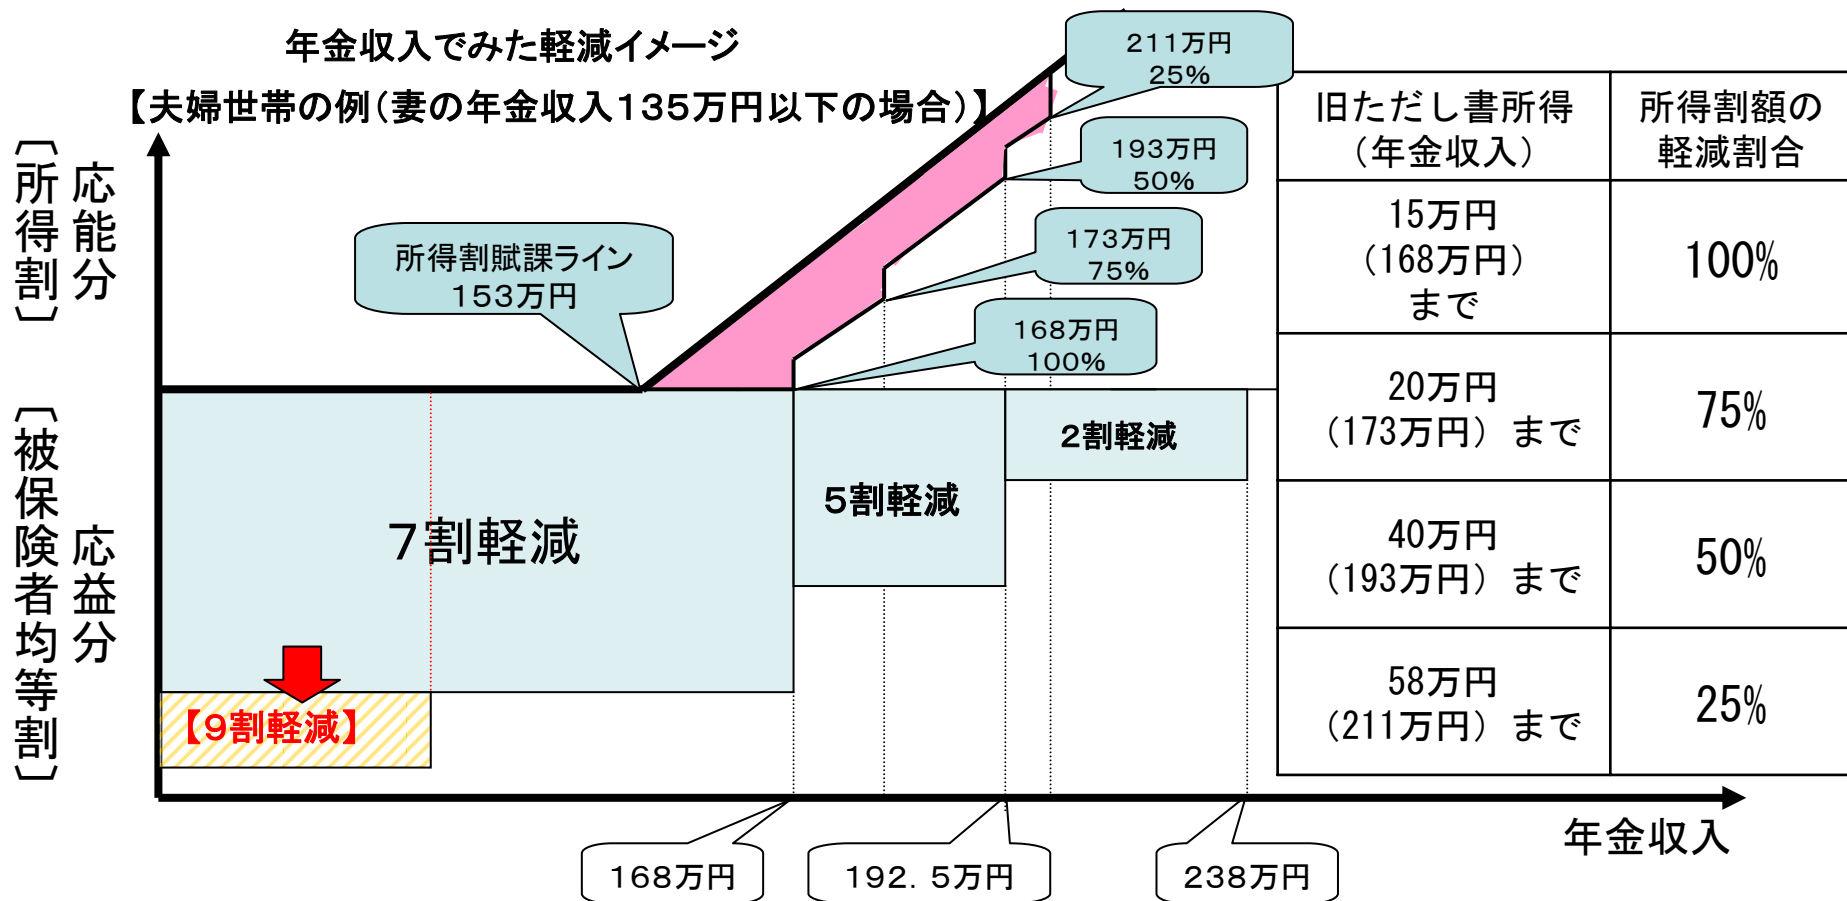 年金収入でみた軽減イメージ
【夫婦世帯の例(妻の年金収入135万円以下の場合)】
〔所得割〕
応能分
〔被保険者均等割〕
応益分
所得割賦課ライン
153万円
211万円
25%
193万円
50%
173万円
75%
168万円
100%
7割軽減
5割軽減
2割軽減
【9割軽減】
168万円
192.5万円
238万円
年金収入
旧ただし書所得
(年金収入)
所得割額の
軽減割合
15万円
(168万円)
まで
100%
20万円
(173万円) まで
75%
40万円
(193万円) まで
50%
58万円
(211万円) まで
25%